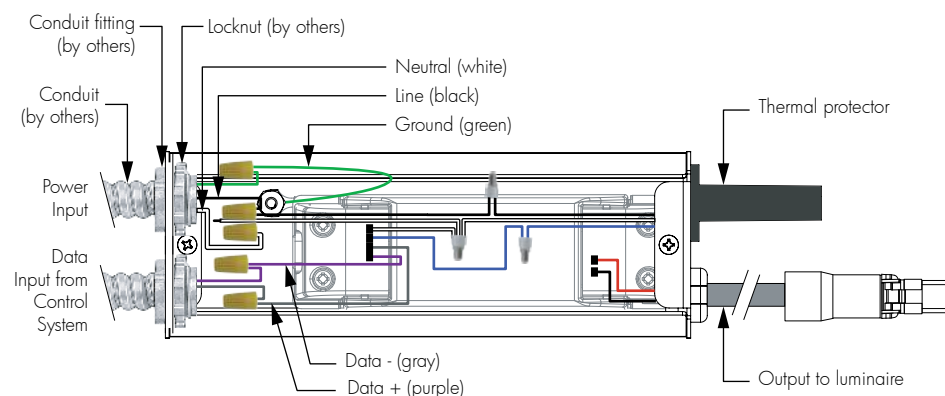 Conduit fitting
(by others)
Locknut (by others)
Neutral (white)
Line (black)
Ground (green)
Conduit
(by others)
Thermal protector
Power
Input
Data
Input from
Control
System
Data - (gray)
Data + (purple)
Output to luminaire